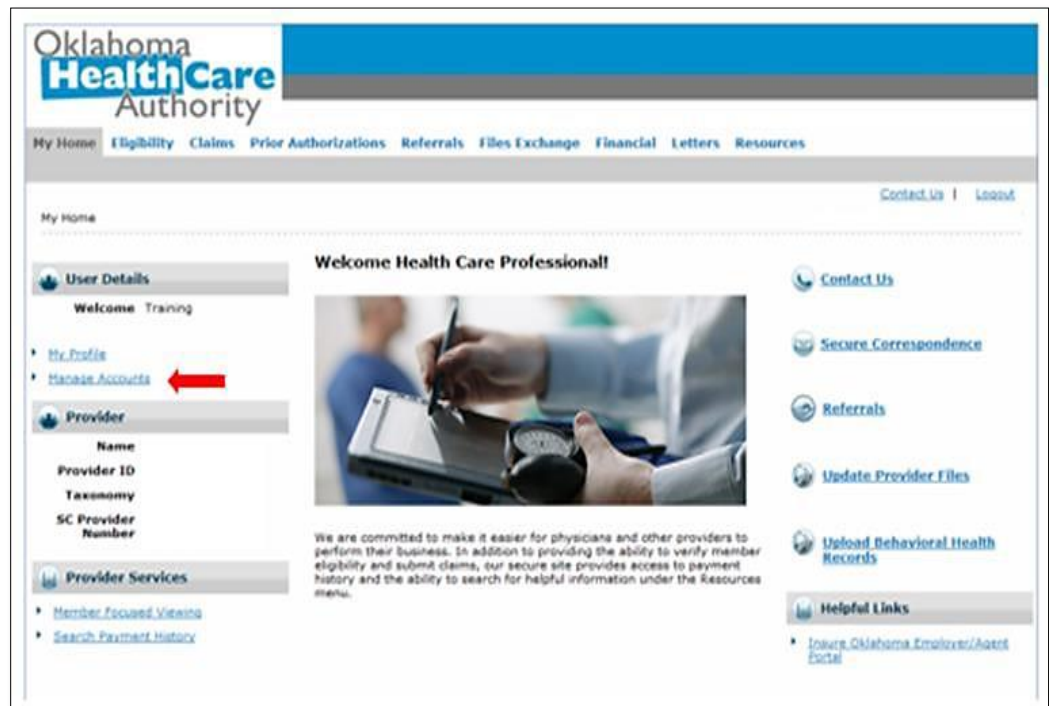 Oklahoma
HealthCare
Authority
My Home Eligibility Claims Prior Authorizations Referrals Files Exchange Financial Letters Resources
Contact Us | Logout
My Home
User Details
Welcome Training
My Profile
Manage Accounts
Provider
Name
Provider ID
Taxonomy
SC Provider
Number
Provider Services
Member Focused Viewing
Search Payment History
Welcome Health Care Professional!
We are committed to make it easier for physicians and other providers to
perform their business. In addition to providing the ability to verify member
eligibility and submit claims, our secure site provides access to payment
history and the ability to search for helpful information under the Resources
menu.
Contact Us
Secure Correspondence
Referrals
Update Provider Files
Upload Behavioral Health
Records
Helpful Links
Insure Oklahoma Employer/Agent
Portal